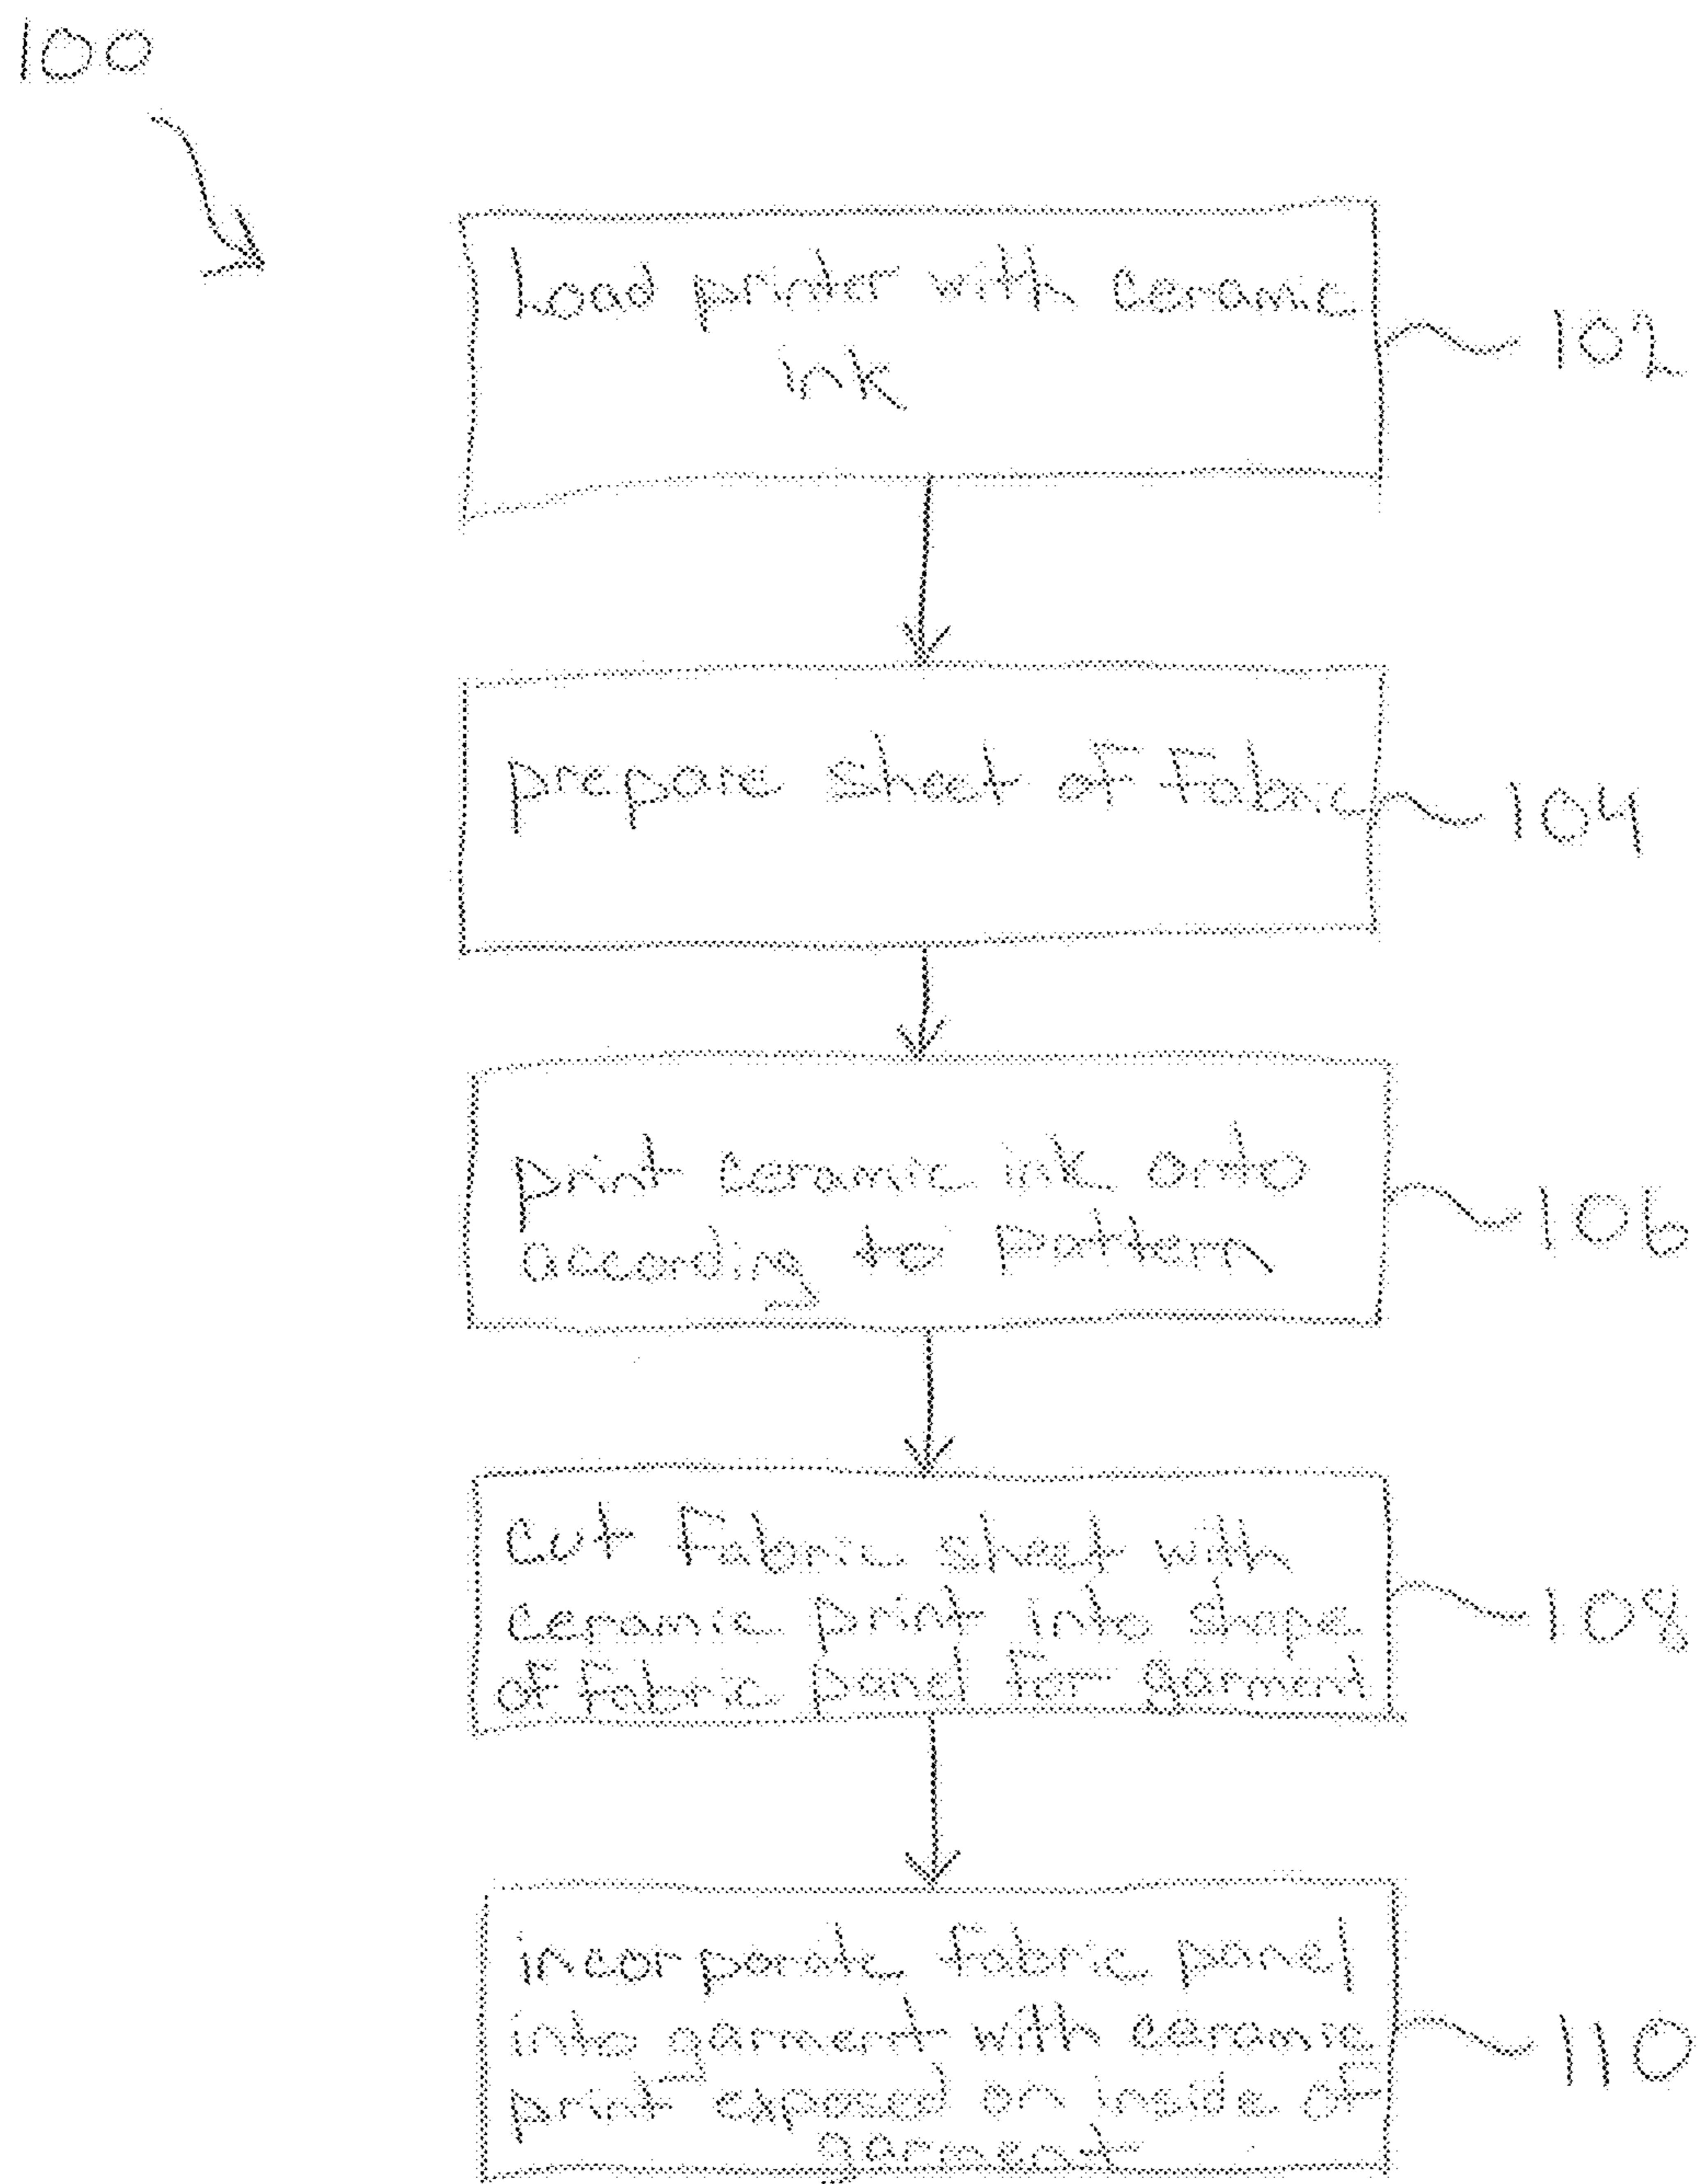 100
Load printer with ceramic
ink
102
prepare sheet of Fabric
104
print ceramic ink onto
according to pattern
106
cut Fabric sheet with
ceramic print into shape
of fabric panel for garment
108
incorporate fabric panel
into garment with ceramic
print exposed on inside of
garment
110